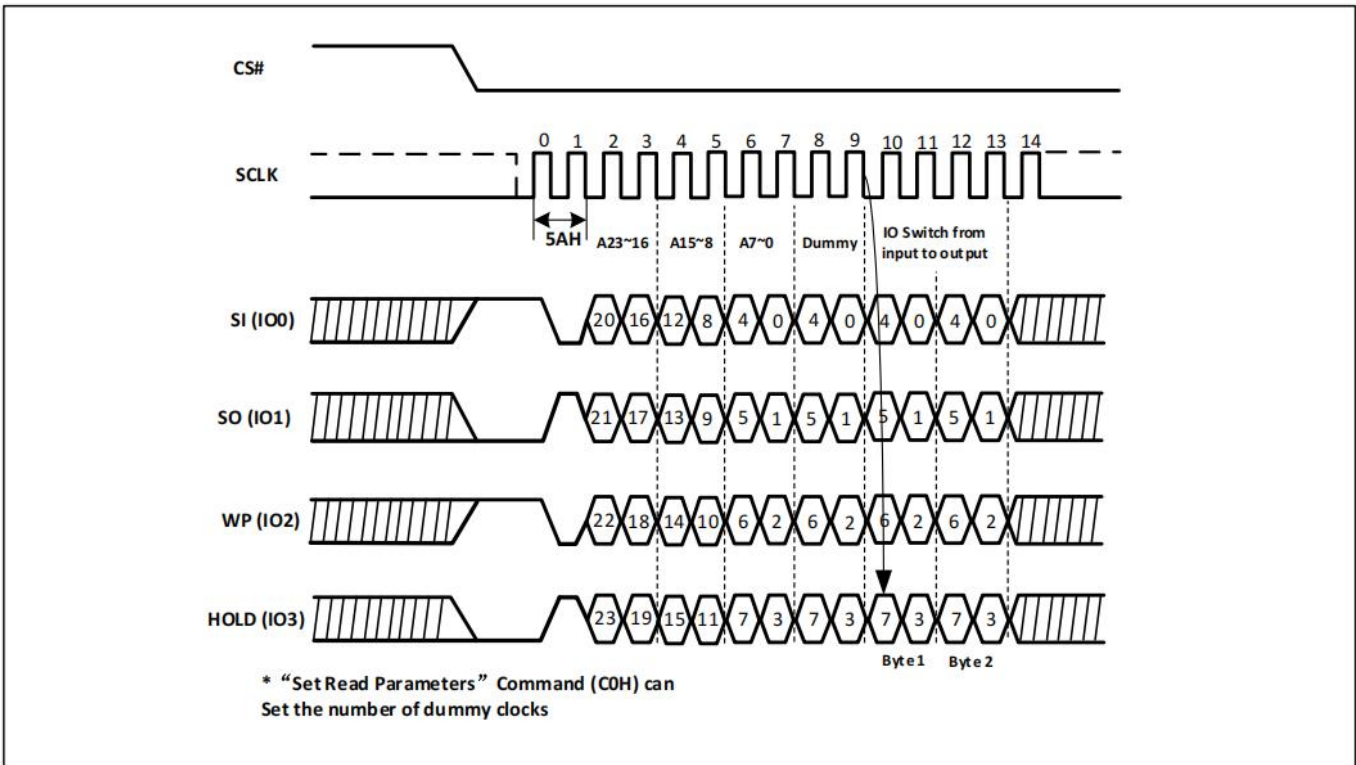 CS#
0 1 2 3 4 5 6 7 8 9 10 11 12 13 14
SCLK
5AH A23~16 A15~8 A7~0 Dummy IO Switch from
input to output
SI (IO0) 20 16 12 8 4 0 4 0 4 0 4 0
SO (IO1) 21 17 13 9 5 1 5 1 5 1 5 1
WP (IO2) 22 18 14 10 6 2 6 2 6 2 6 2
HOLD (IO3) 23 19 15 11 7 3 7 3 7 3 7 3
Byte 1 Byte 2
* “Set Read Parameters” Command (C0H) can
Set the number of dummy clocks